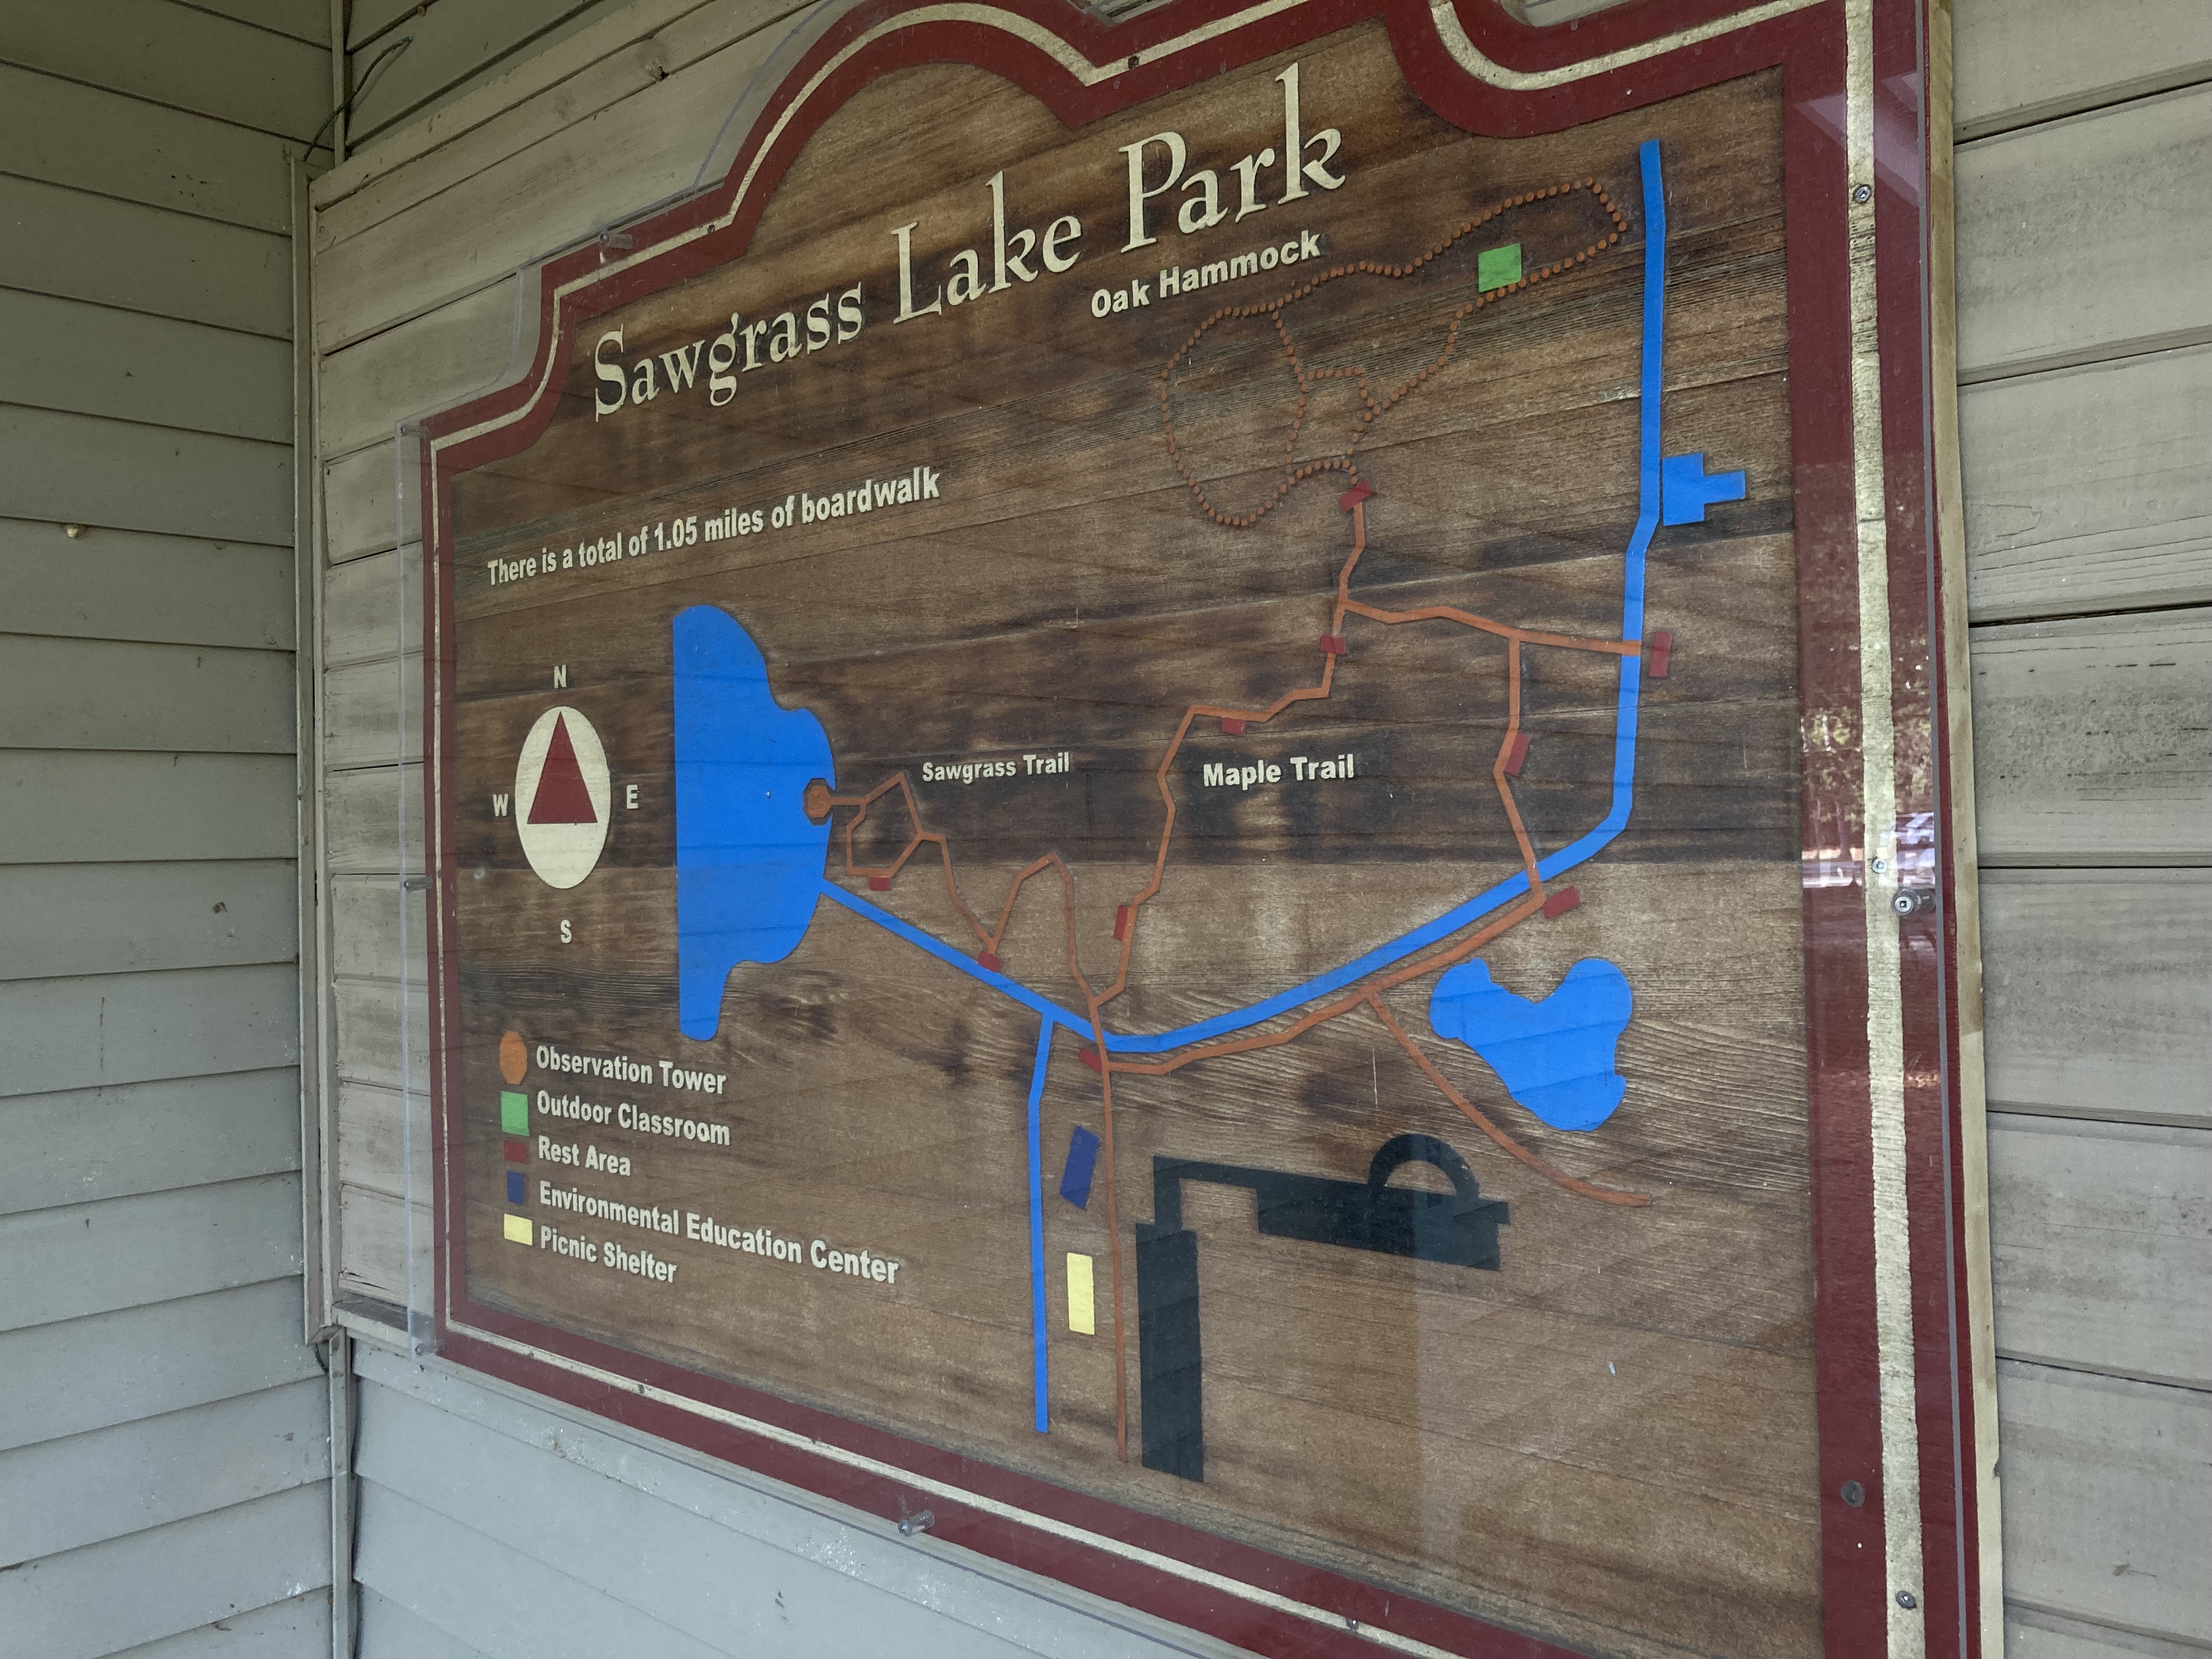 Sawgrass Lake Park
Oak Hammock
There is a total of 1.05 miles of boardwalk
N
W E
S
Sawgrass Trail
Maple Trail
Observation Tower
Outdoor Classroom
Rest Area
Environmental Education Center
Picnic Shelter